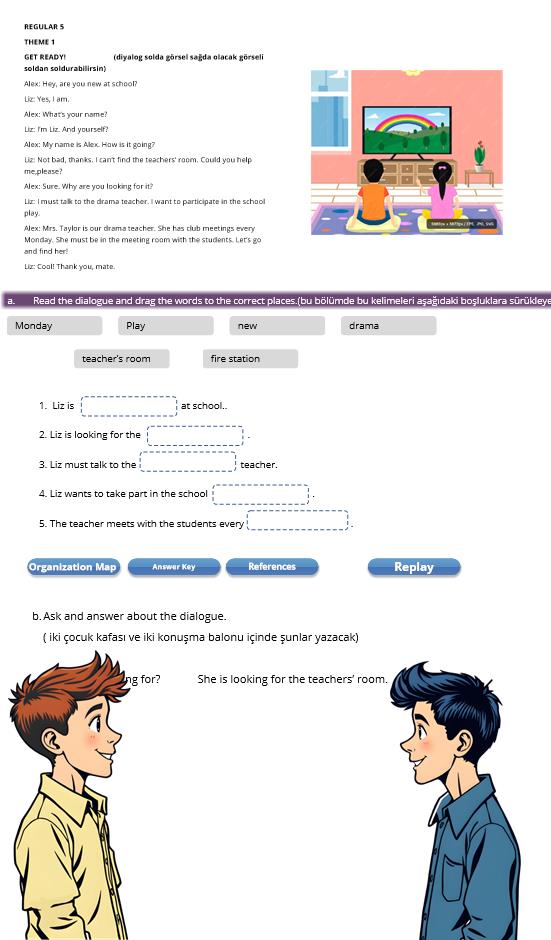 REGULAR 5
THEME 1
GET READY! (diyalog solda görsel sağda olacak görseli
soldan soldurabilirsin)
Alex: Hey, are you new at school?
Liz: Yes, I am.
Alex: What's your name?
Liz: I'm Liz. And yourself?
Alex: My name is Alex. How is it going?
Liz: Not bad, thanks. I can't find the teachers' room. Could you help
me,please?
Alex: Sure. Why are you looking for it?
Liz: I must talk to the drama teacher. I want to participate in the school
play.
Alex: Mrs. Taylor is our drama teacher. She has club meetings every
Monday. She must be in the meeting room with the students. Let's go
and find her!
Liz: Cool! Thank you, mate.
a. Read the dialogue and drag the words to the correct places.(bu bölümde bu kelimeleri aşağıdaki boşluklara sürükleye
Monday Play new drama
teacher's room fire station
1. Liz is at school..
2. Liz is looking for the .
3. Liz must talk to the teacher.
4. Liz wants to take part in the school .
5. The teacher meets with the students every .
Organization Map Answer Key References Replay
b. Ask and answer about the dialogue.
( iki çocuk kafası ve iki konuşma balonu içinde şunlar yazacak)
ng for? She is looking for the teachers' room.